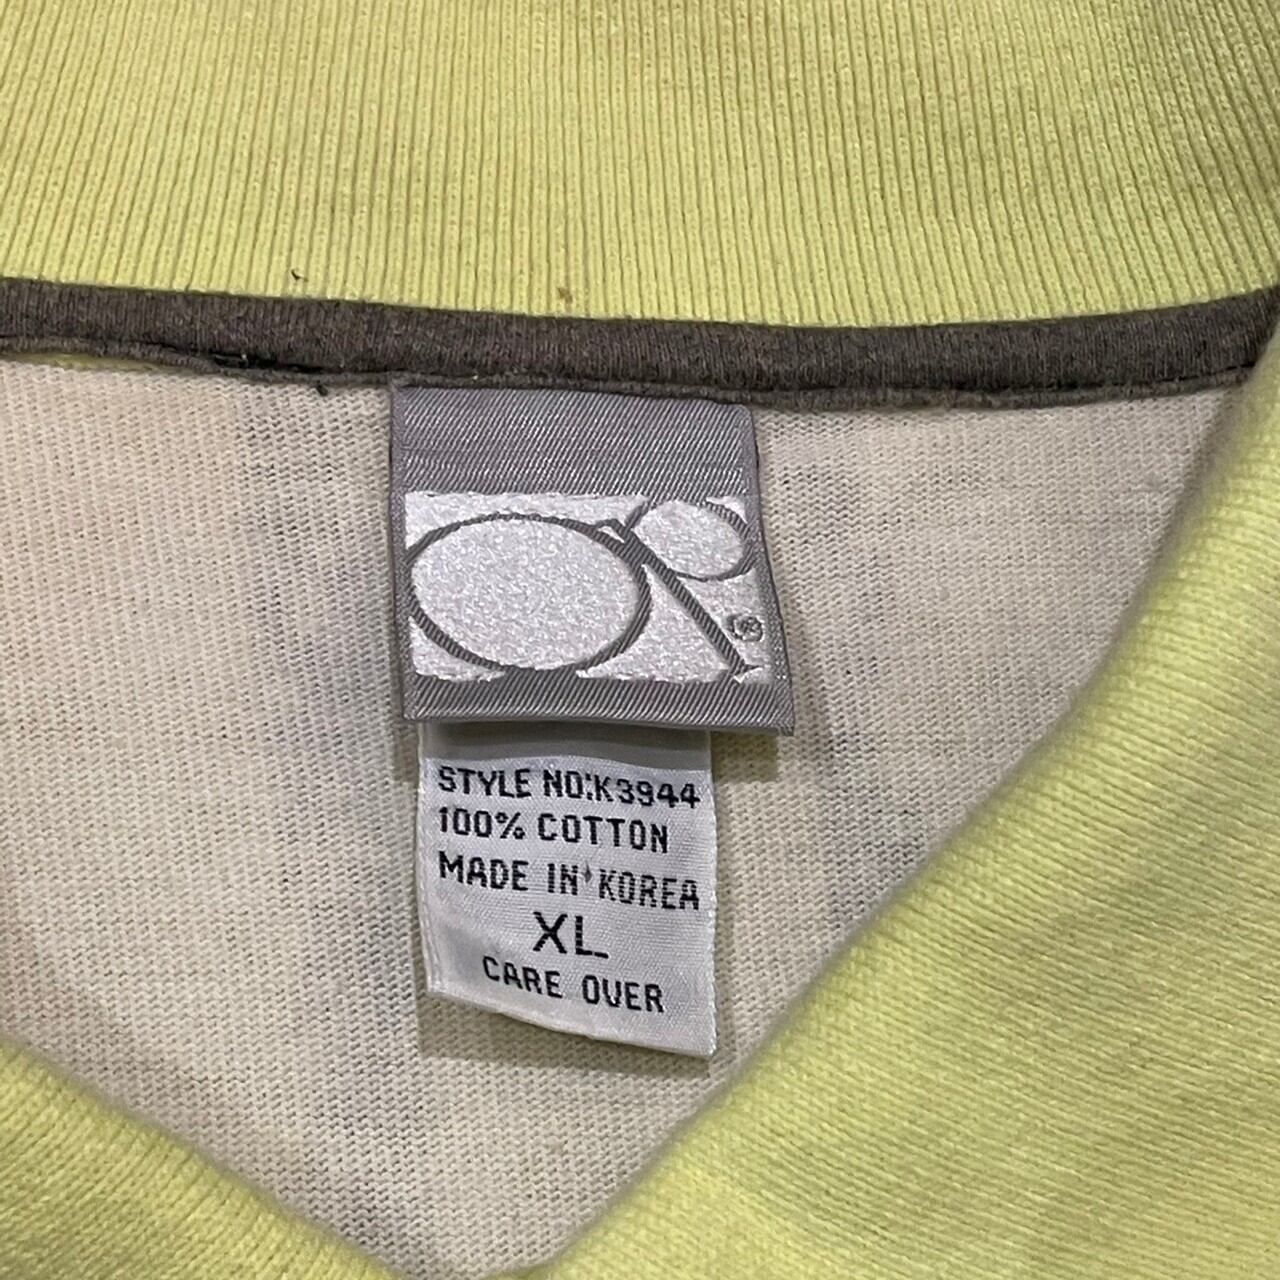 ®
STYLE NO:K3944
100% COTTON
MADE IN KOREA
XL
CARE OVER